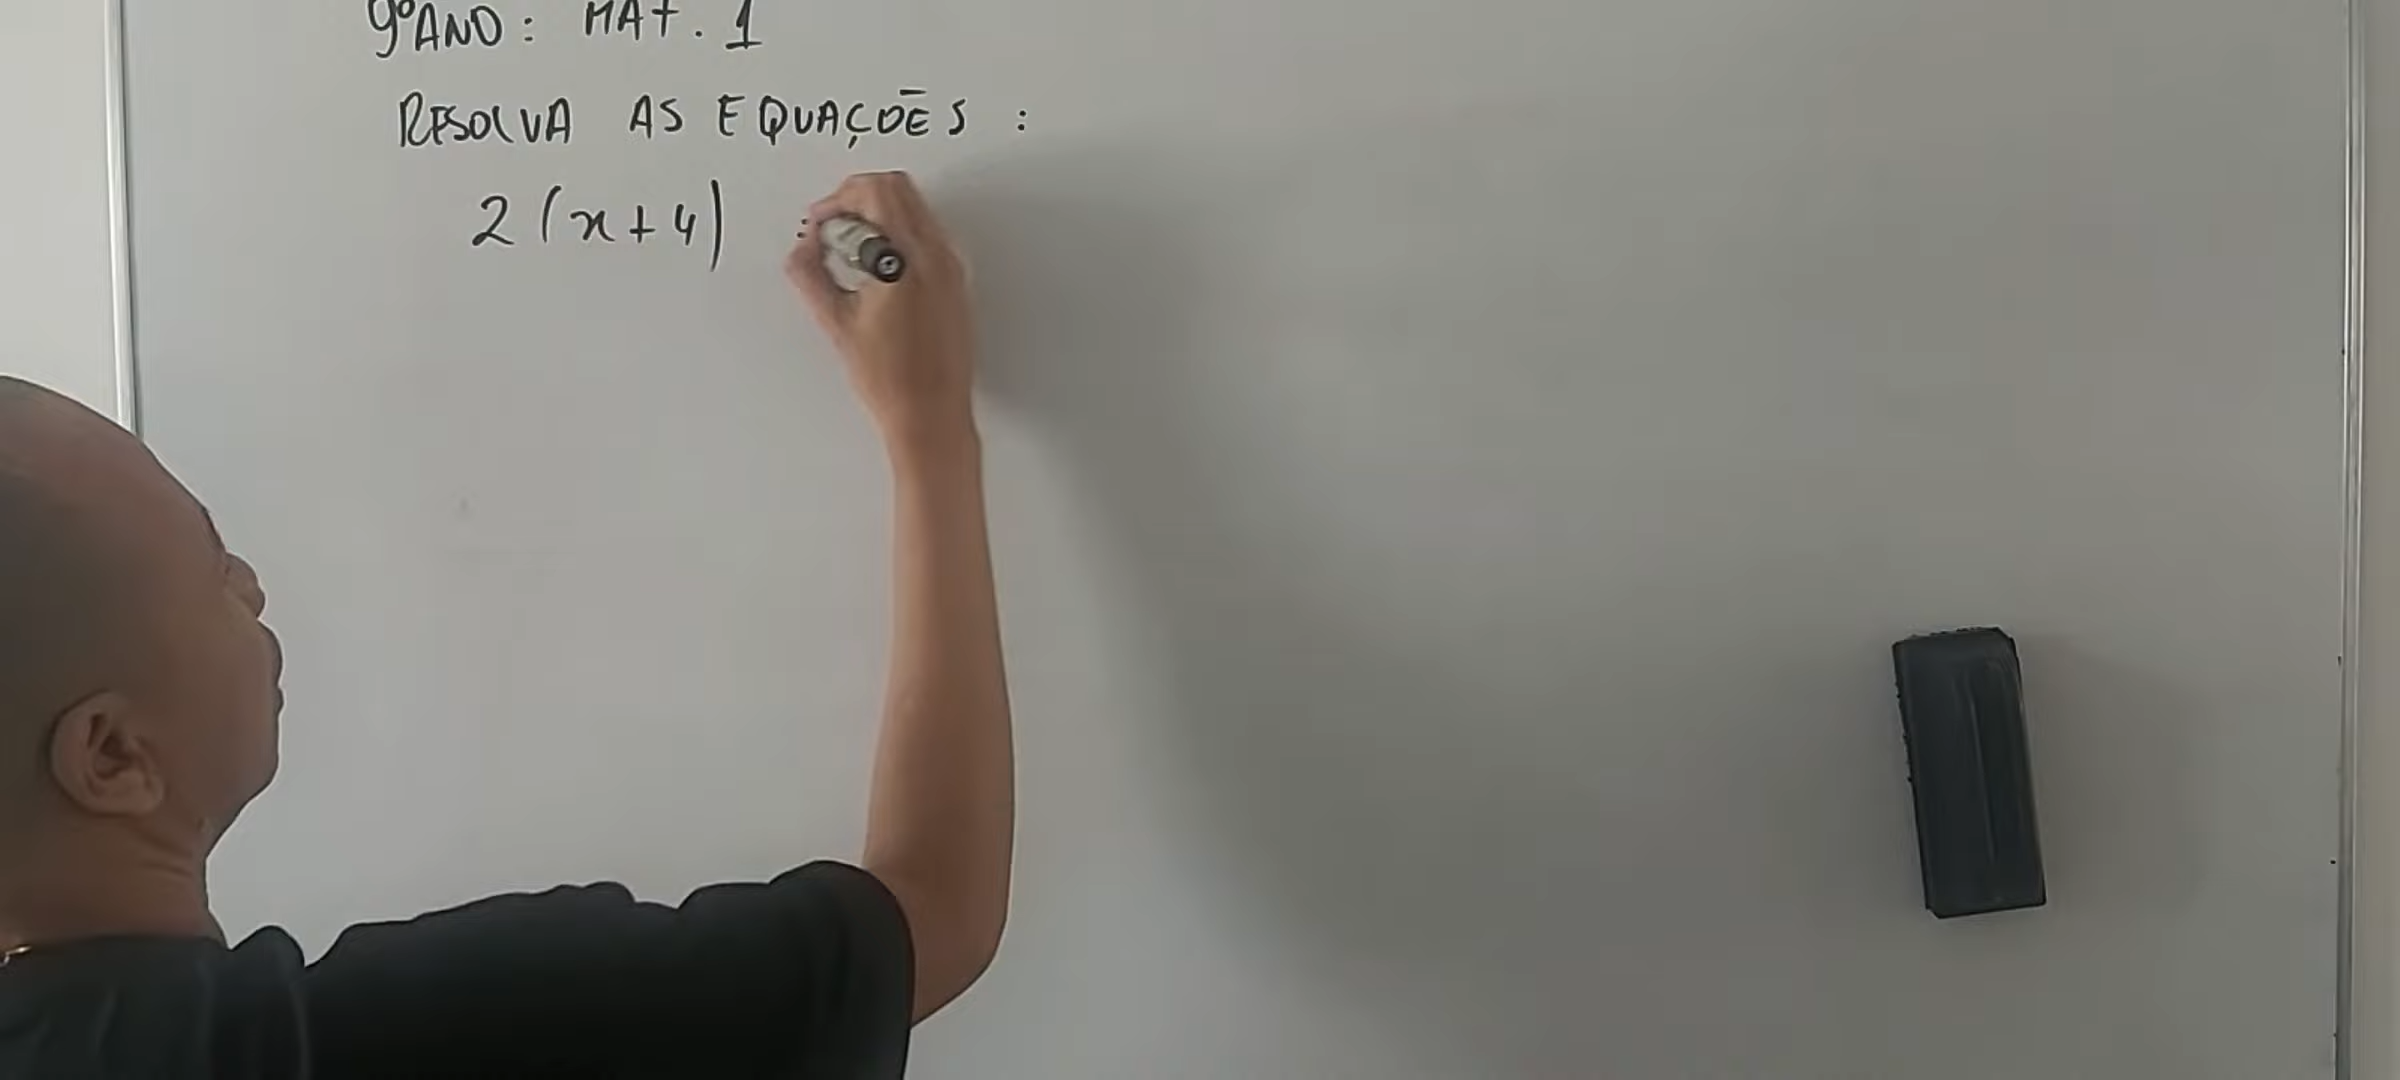 9º ANO: MAT. 1
RESOLVA AS EQUAÇÕES :
2 (x+4) =